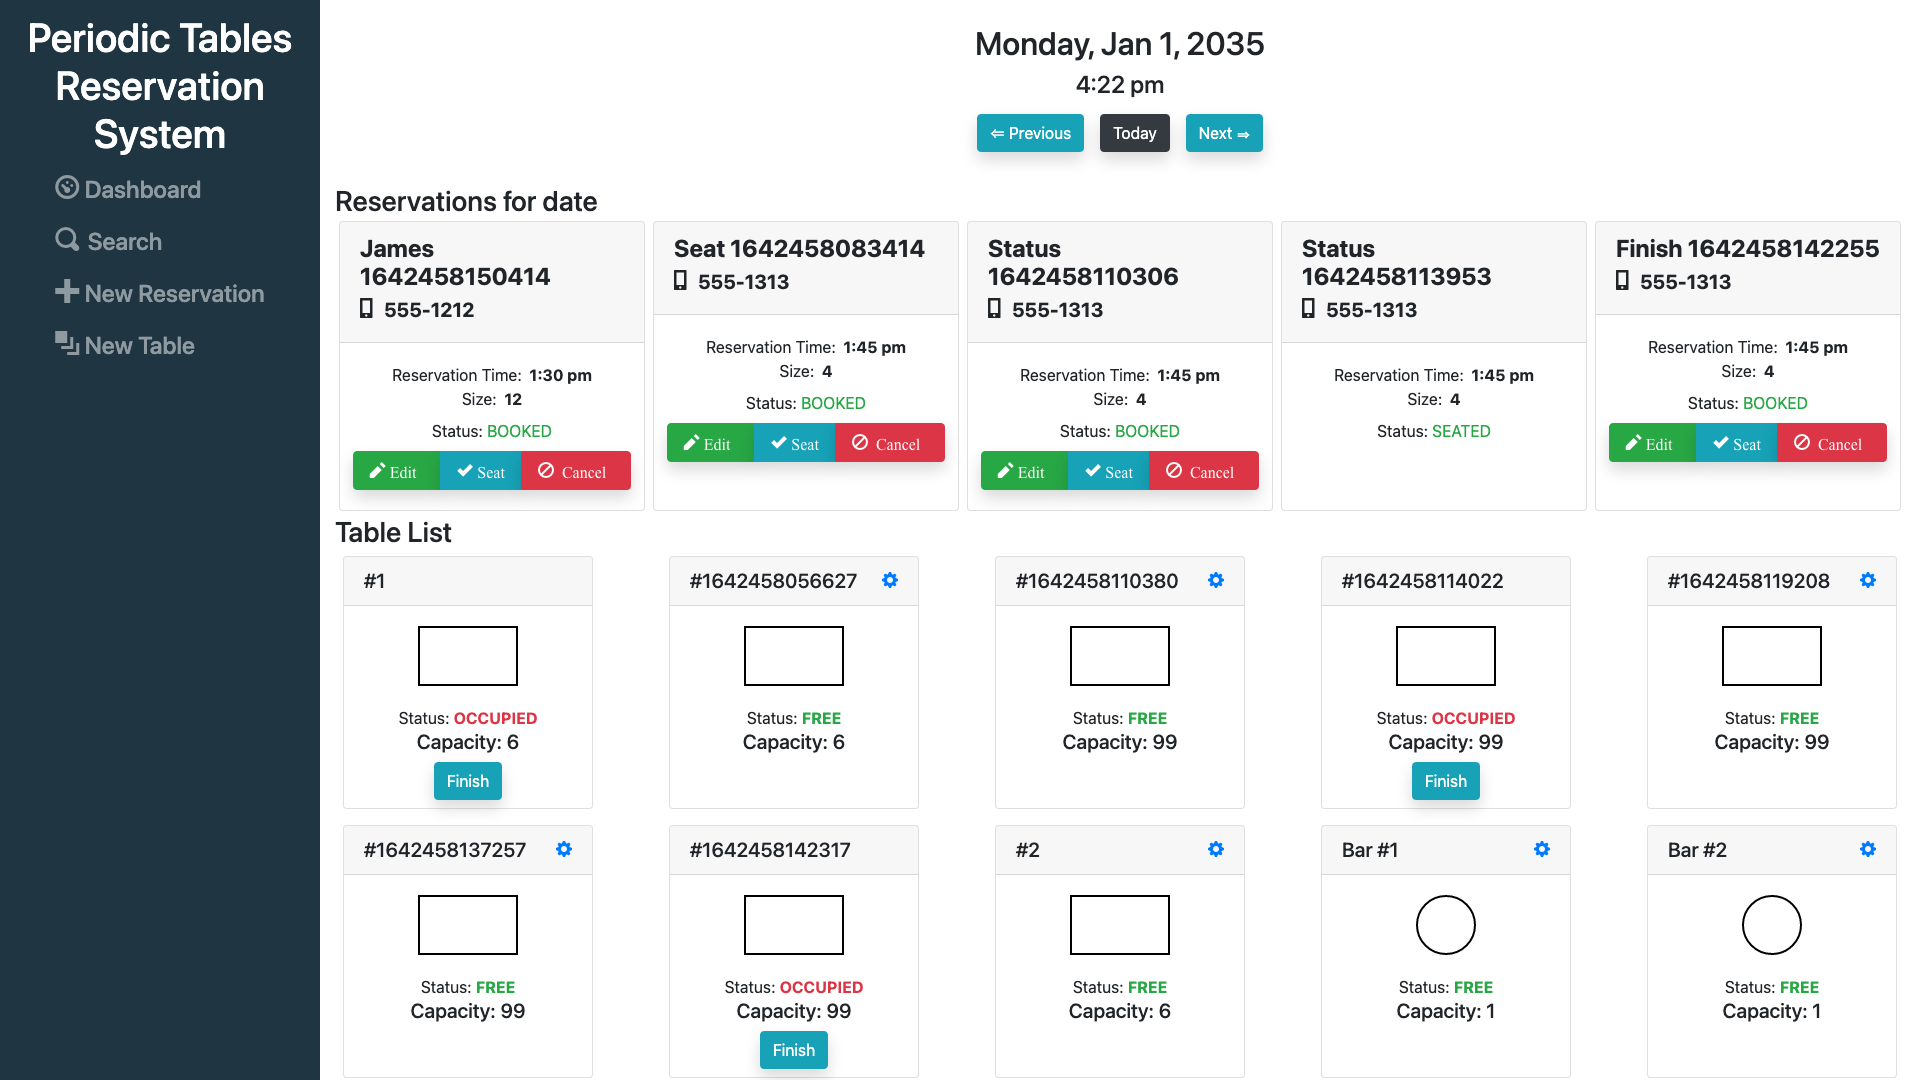 Periodic Tables
Reservation
System
Dashboard
Search
New Reservation
New Table
Monday, Jan 1, 2035
4:22 pm
⇐ Previous
Today
Next ⇒
Reservations for date
James
1642458150414
555-1212
Reservation Time: 1:30 pm
Size: 12
Status: BOOKED
Edit
Seat
Cancel
Seat 1642458083414
555-1313
Reservation Time: 1:45 pm
Size: 4
Status: BOOKED
Edit
Seat
Cancel
Status
1642458110306
555-1313
Reservation Time: 1:45 pm
Size: 4
Status: BOOKED
Edit
Seat
Cancel
Status
1642458113953
555-1313
Reservation Time: 1:45 pm
Size: 4
Status: SEATED
Finish 1642458142255
555-1313
Reservation Time: 1:45 pm
Size: 4
Status: BOOKED
Edit
Seat
Cancel
Table List
#1
Status: OCCUPIED
Capacity: 6
Finish
#1642458056627
Status: FREE
Capacity: 6
#1642458110380
Status: FREE
Capacity: 99
#1642458114022
Status: OCCUPIED
Capacity: 99
Finish
#1642458119208
Status: FREE
Capacity: 99
#1642458137257
Status: FREE
Capacity: 99
#1642458142317
Status: OCCUPIED
Capacity: 99
Finish
#2
Status: FREE
Capacity: 6
Bar #1
Status: FREE
Capacity: 1
Bar #2
Status: FREE
Capacity: 1